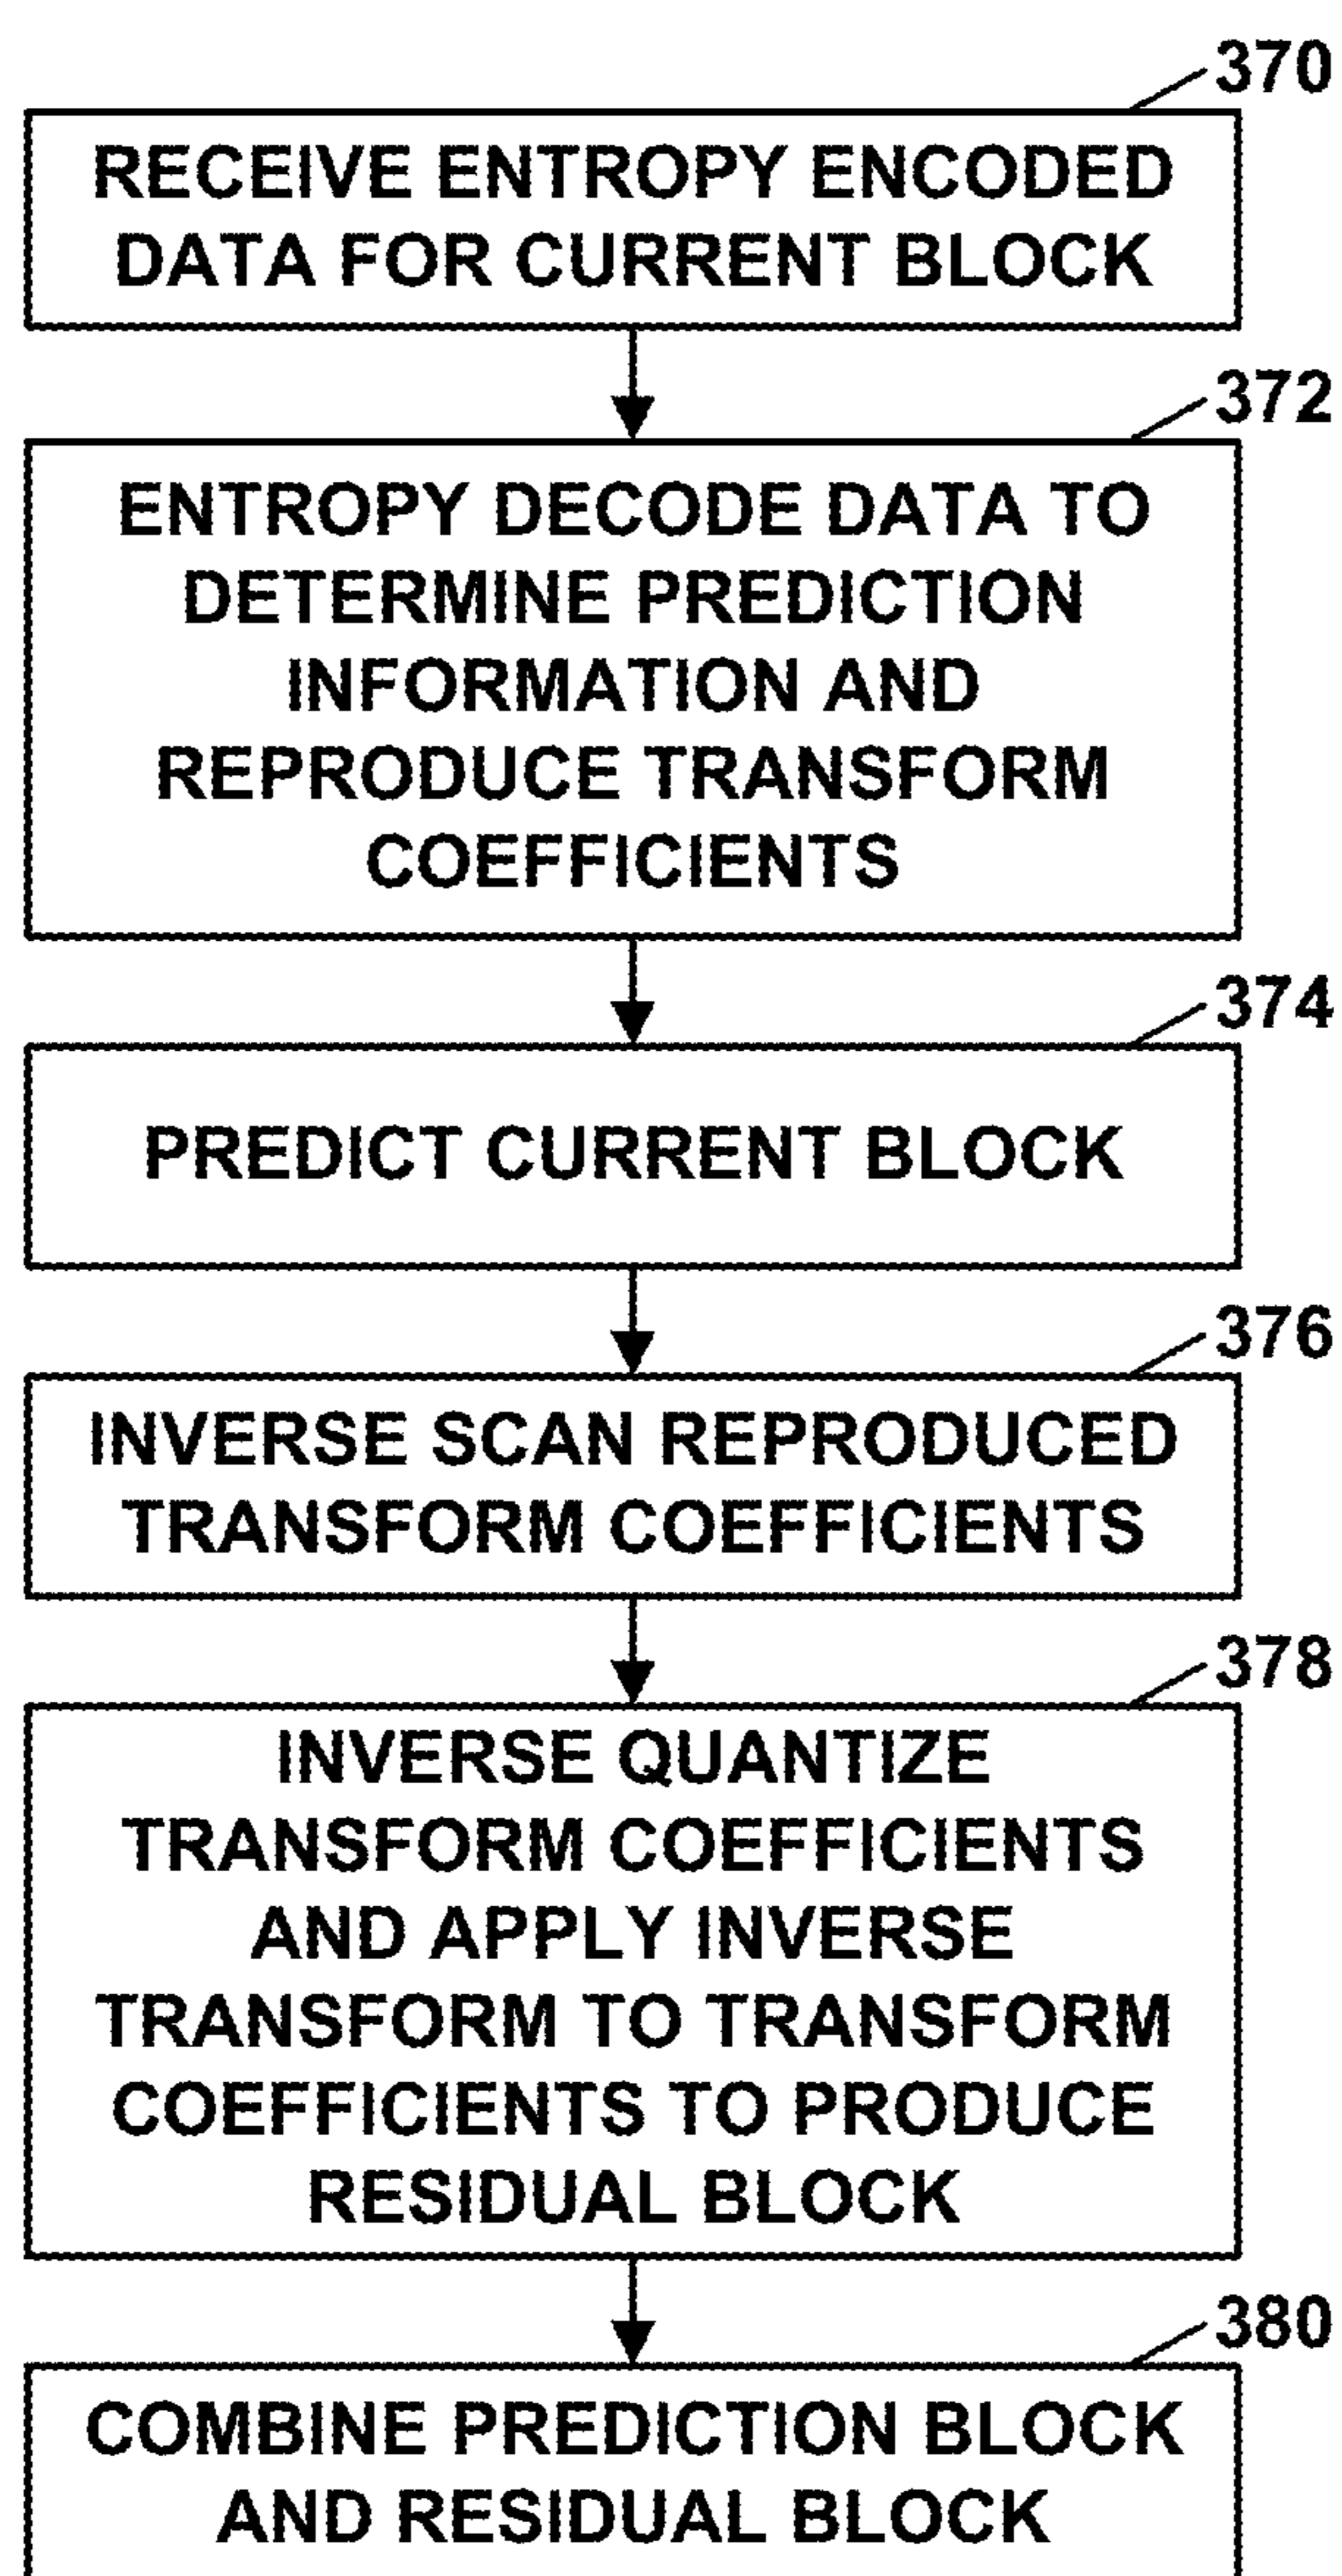 370
RECEIVE ENTROPY ENCODED
DATA FOR CURRENT BLOCK
372
ENTROPY DECODE DATA TO
DETERMINE PREDICTION
INFORMATION AND
REPRODUCE TRANSFORM
COEFFICIENTS
374
PREDICT CURRENT BLOCK
376
INVERSE SCAN REPRODUCED
TRANSFORM COEFFICIENTS
378
INVERSE QUANTIZE
TRANSFORM COEFFICIENTS
AND APPLY INVERSE
TRANSFORM TO TRANSFORM
COEFFICIENTS TO PRODUCE
RESIDUAL BLOCK
380
COMBINE PREDICTION BLOCK
AND RESIDUAL BLOCK